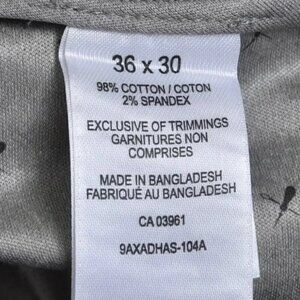 36 x 30
98% COTTON / COTON
2% SPANDEX
EXCLUSIVE OF TRIMMINGS
GARNITURES NON
COMPRISES
MADE IN BANGLADESH
FABRIQUÉ AU BANGLADESH
CA 03961
9AXADHAS-104A